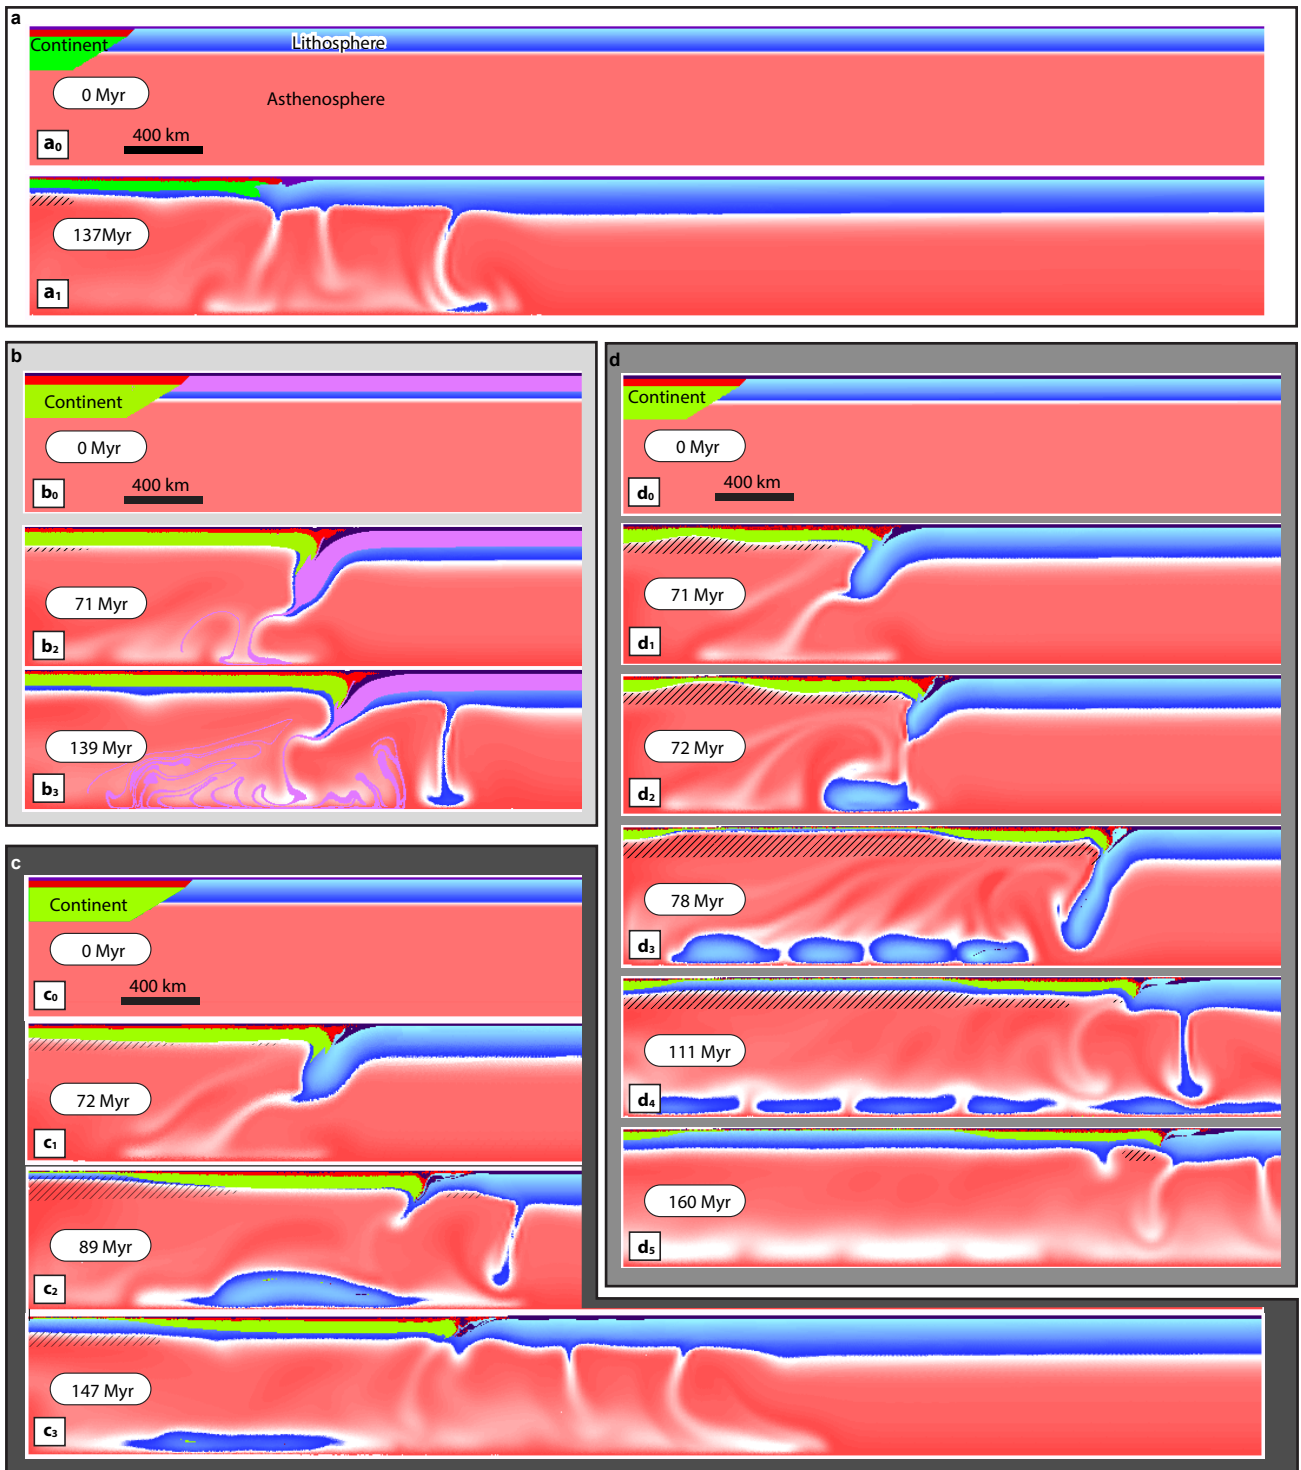 a
Continent
Lithosphere
0 Myr
Asthenosphere
a₀
400 km
137Myr
a₁
b
Continent
0 Myr
b₀
400 km
71 Myr
b₂
139 Myr
b₃
c
Continent
0 Myr
c₀
400 km
72 Myr
c₁
89 Myr
c₂
147 Myr
c₃
d
Continent
0 Myr
d₀
400 km
71 Myr
d₁
72 Myr
d₂
78 Myr
d₃
111 Myr
d₄
160 Myr
d₅